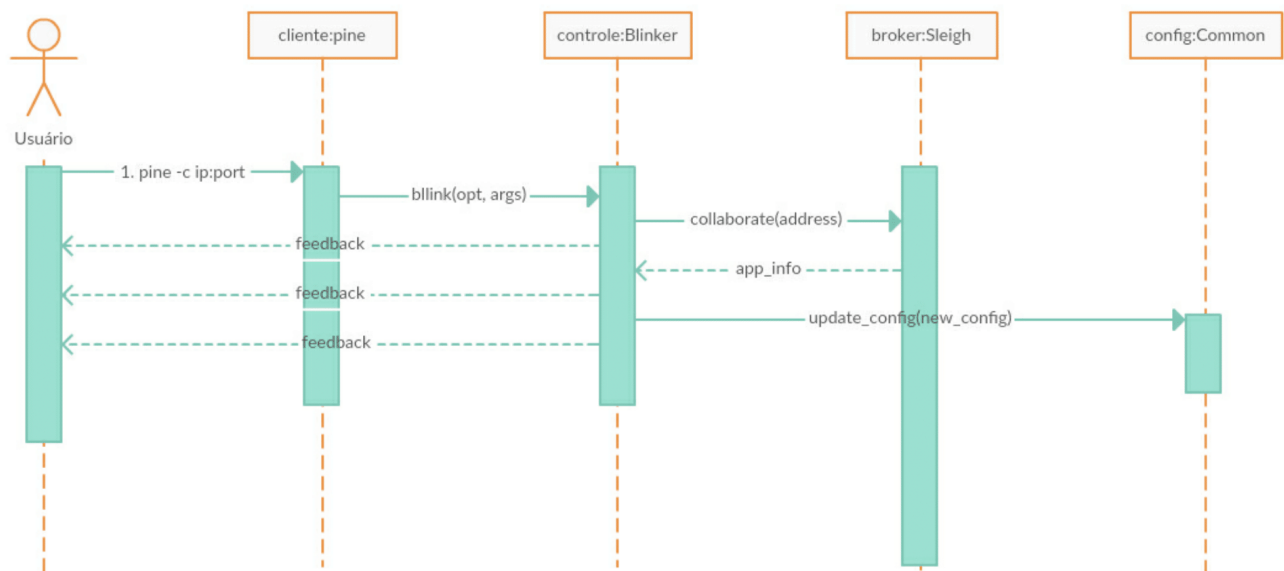 cliente:pine
controle:Blinker
broker:Sleigh
config:Common
Usuário
1. pine -c ip:port
bllink(opt, args)
collaborate(address)
feedback
app_info
feedback
update_config(new_config)
feedback